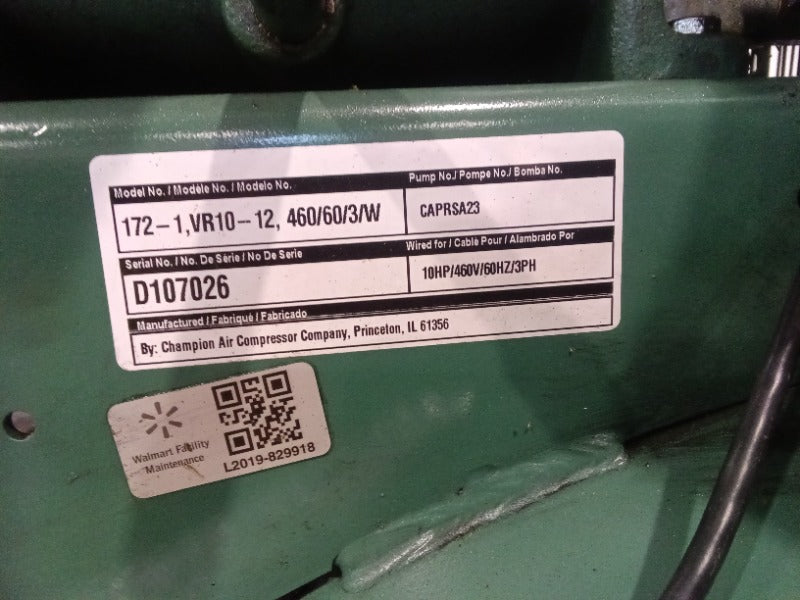 Model No. / Modèle No. / Modelo No.
172-1,VR10-12, 460/60/3/W
Pump No./ Pompe No./ Bomba No.
CAPRSA23
Serial No. / No. De Série / No De Serie
D107026
Wired for / Cable Pour / Alambrado Por
10HP/460V/60HZ/3PH
Manufactured / Fabriqué / Fabricado
By: Champion Air Compressor Company, Princeton, IL 61356
Walmart Facility
Maintenance
L2019-829918